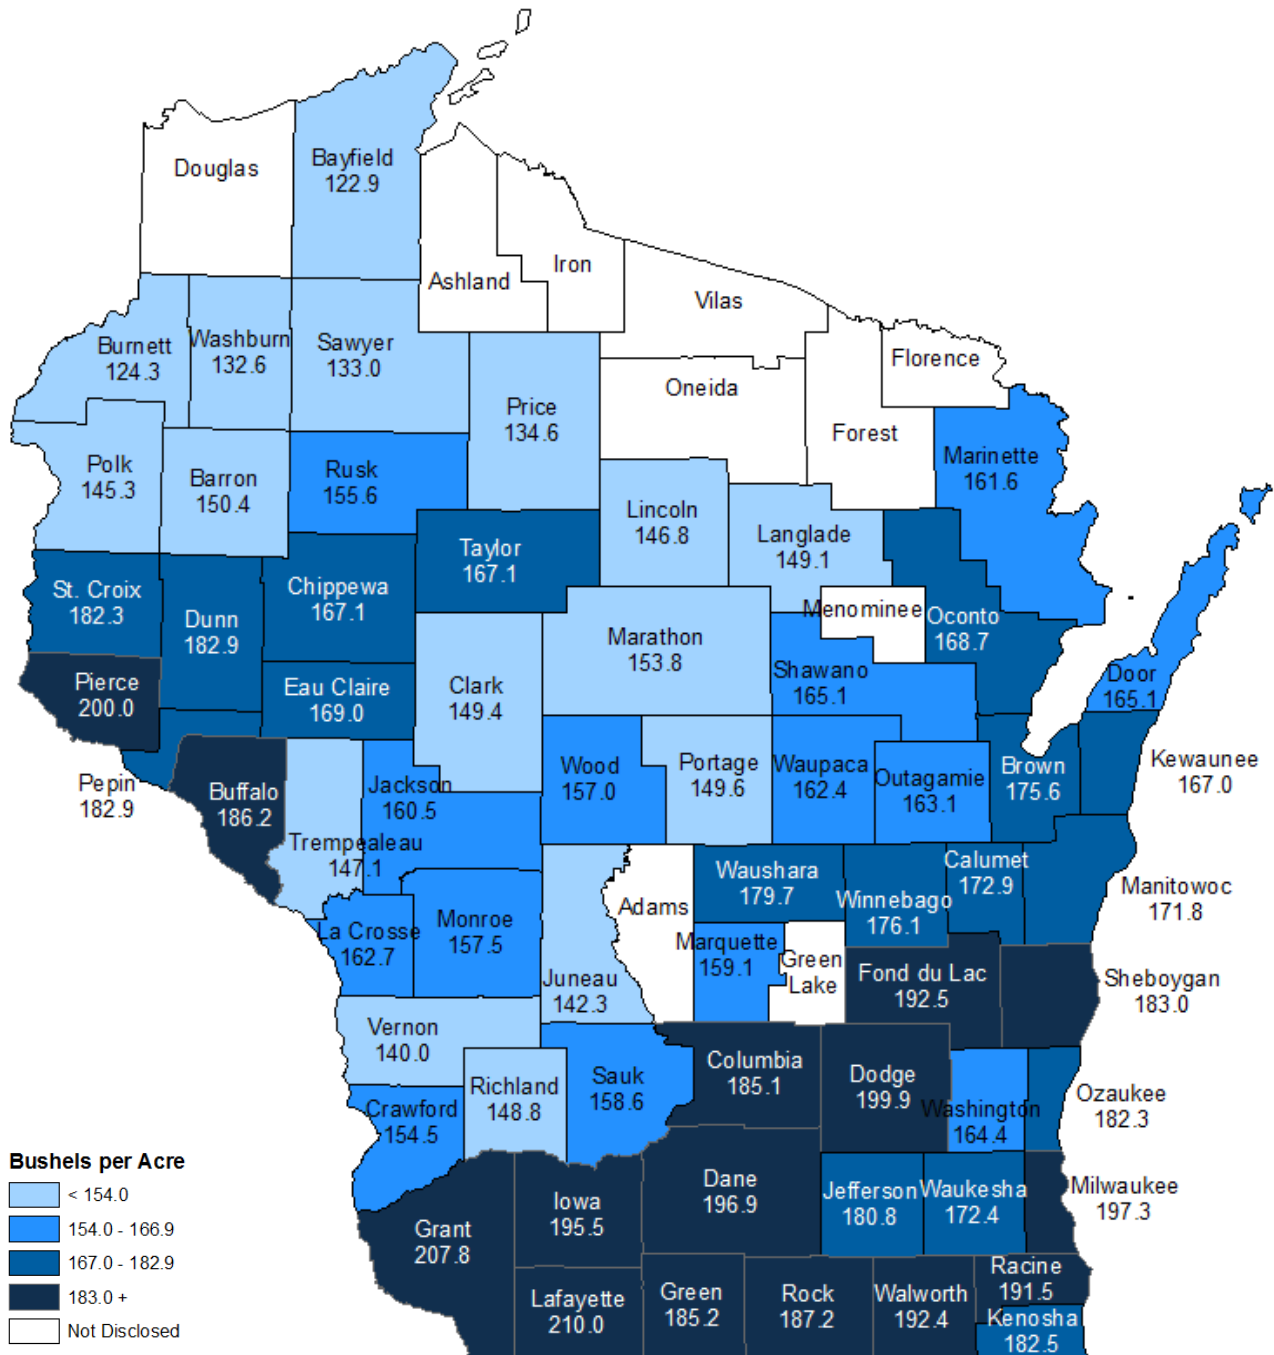 Douglas
Bayfield
122.9
Ashland
Iron
Vilas
Burnett
124.3
Washburn
132.6
Sawyer
133.0
Price
134.6
Oneida
Florence
Forest
Marinette
161.6
Polk
145.3
Barron
150.4
Rusk
155.6
Taylor
167.1
Lincoln
146.8
Langlade
149.1
St. Croix
182.3
Dunn
182.9
Chippewa
167.1
Menominee
Oconto
168.7
Marathon
153.8
Shawano
165.1
Door
165.1
Pierce
200.0
Eau Claire
169.0
Clark
149.4
Pepin
182.9
Buffalo
186.2
Jackson
160.5
Wood
157.0
Portage
149.6
Waupaca
162.4
Outagamie
163.1
Brown
175.6
Kewaunee
167.0
Trempealeau
147.1
Waushara
179.7
Winnebago
176.1
Calumet
172.9
Manitowoc
171.8
La Crosse
162.7
Monroe
157.5
Juneau
142.3
Adams
Marquette
159.1
Green
Lake
Fond du Lac
192.5
Sheboygan
183.0
Vernon
140.0
Richland
148.8
Sauk
158.6
Columbia
185.1
Dodge
199.9
Washington
164.4
Ozaukee
182.3
Crawford
154.5
Grant
207.8
Iowa
195.5
Dane
196.9
Jefferson
180.8
Waukesha
172.4
Milwaukee
197.3
Lafayette
210.0
Green
185.2
Rock
187.2
Walworth
192.4
Racine
191.5
Kenosha
182.5
Bushels per Acre
< 154.0
154.0 - 166.9
167.0 - 182.9
183.0 +
Not Disclosed